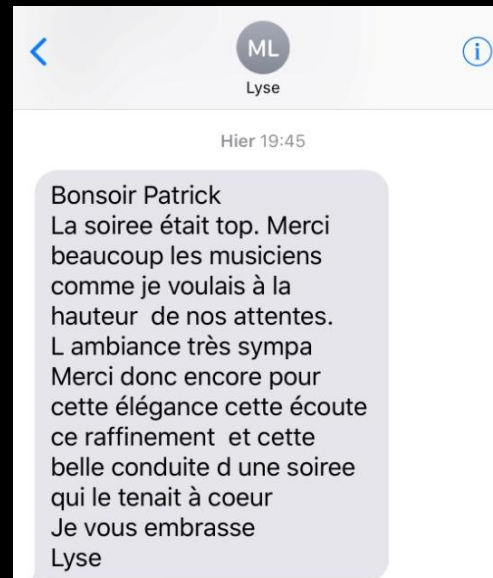 ML
Lyse
Hier 19:45
Bonsoir Patrick
La soiree était top. Merci
beaucoup les musiciens
comme je voulais à la
hauteur  de nos attentes.
L ambiance très sympa
Merci donc encore pour
cette élégance cette écoute
ce raffinement  et cette
belle conduite d une soiree
qui le tenait à coeur
Je vous embrasse
Lyse